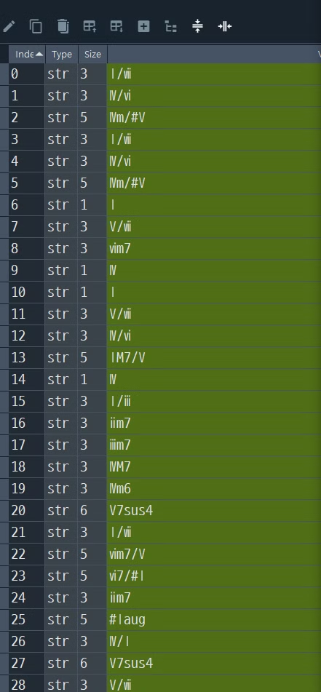 Inde Type Size
0 str 3 Ⅰ/ⅶ
1 str 3 Ⅳ/ⅵ
2 str 5 Ⅳm/#Ⅴ
3 str 3 Ⅰ/ⅶ
4 str 3 Ⅳ/ⅵ
5 str 5 Ⅳm/#Ⅴ
6 str 1 Ⅰ
7 str 3 Ⅴ/ⅶ
8 str 3 ⅵm7
9 str 1 Ⅳ
10 str 1 Ⅰ
11 str 3 Ⅴ/ⅶ
12 str 3 Ⅳ/ⅵ
13 str 5 ⅠM7/Ⅴ
14 str 1 Ⅳ
15 str 3 Ⅰ/ⅲ
16 str 3 ⅱm7
17 str 3 ⅲm7
18 str 3 ⅣM7
19 str 3 Ⅳm6
20 str 6 Ⅴ7sus4
21 str 3 Ⅰ/ⅶ
22 str 5 ⅵm7/Ⅴ
23 str 5 ⅵ7/#Ⅰ
24 str 3 ⅱm7
25 str 5 #Ⅰaug
26 str 3 Ⅳ/Ⅰ
27 str 6 Ⅴ7sus4
28 str 3 Ⅴ/ⅶ